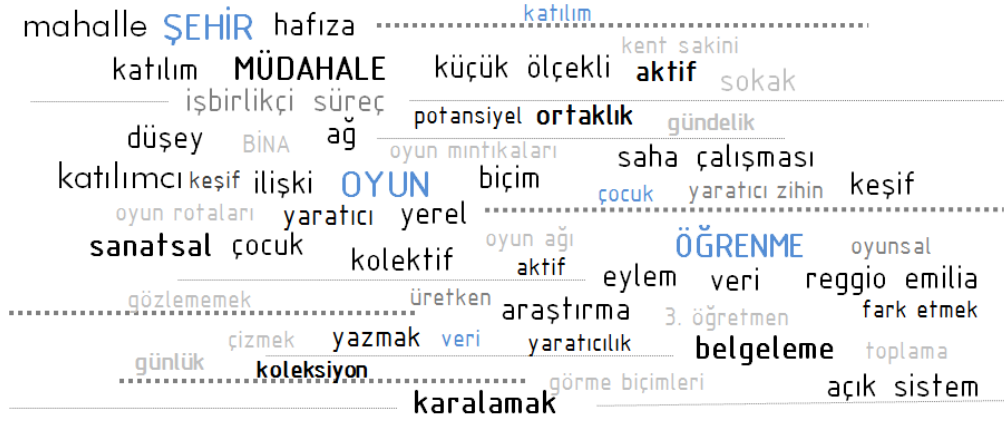 katılım
mahalle ŞEHİR hafıza
kent sakini
katılım MÜDAHALE küçük ölçekli aktif sokak
işbirlikçi süreç
potansiyel ortaklık gündelik
düşey BİNA ağ
oyun mıntıkaları saha çalışması
katılımcı keşif ilişki OYUN biçim çocuk yaratıcı zihin keşif
oyun rotaları yaratıcı yerel
sanatsal çocuk oyun ağı ÖĞRENME oyunsal
kolektif aktif eylem veri reggio emilia
gözlememek üretken araştırma 3. öğretmen fark etmek
çizmek yazmak veri yaratıcılık belgeleme toplama
günlük koleksiyon görme biçimleri açık sistem
karalamak